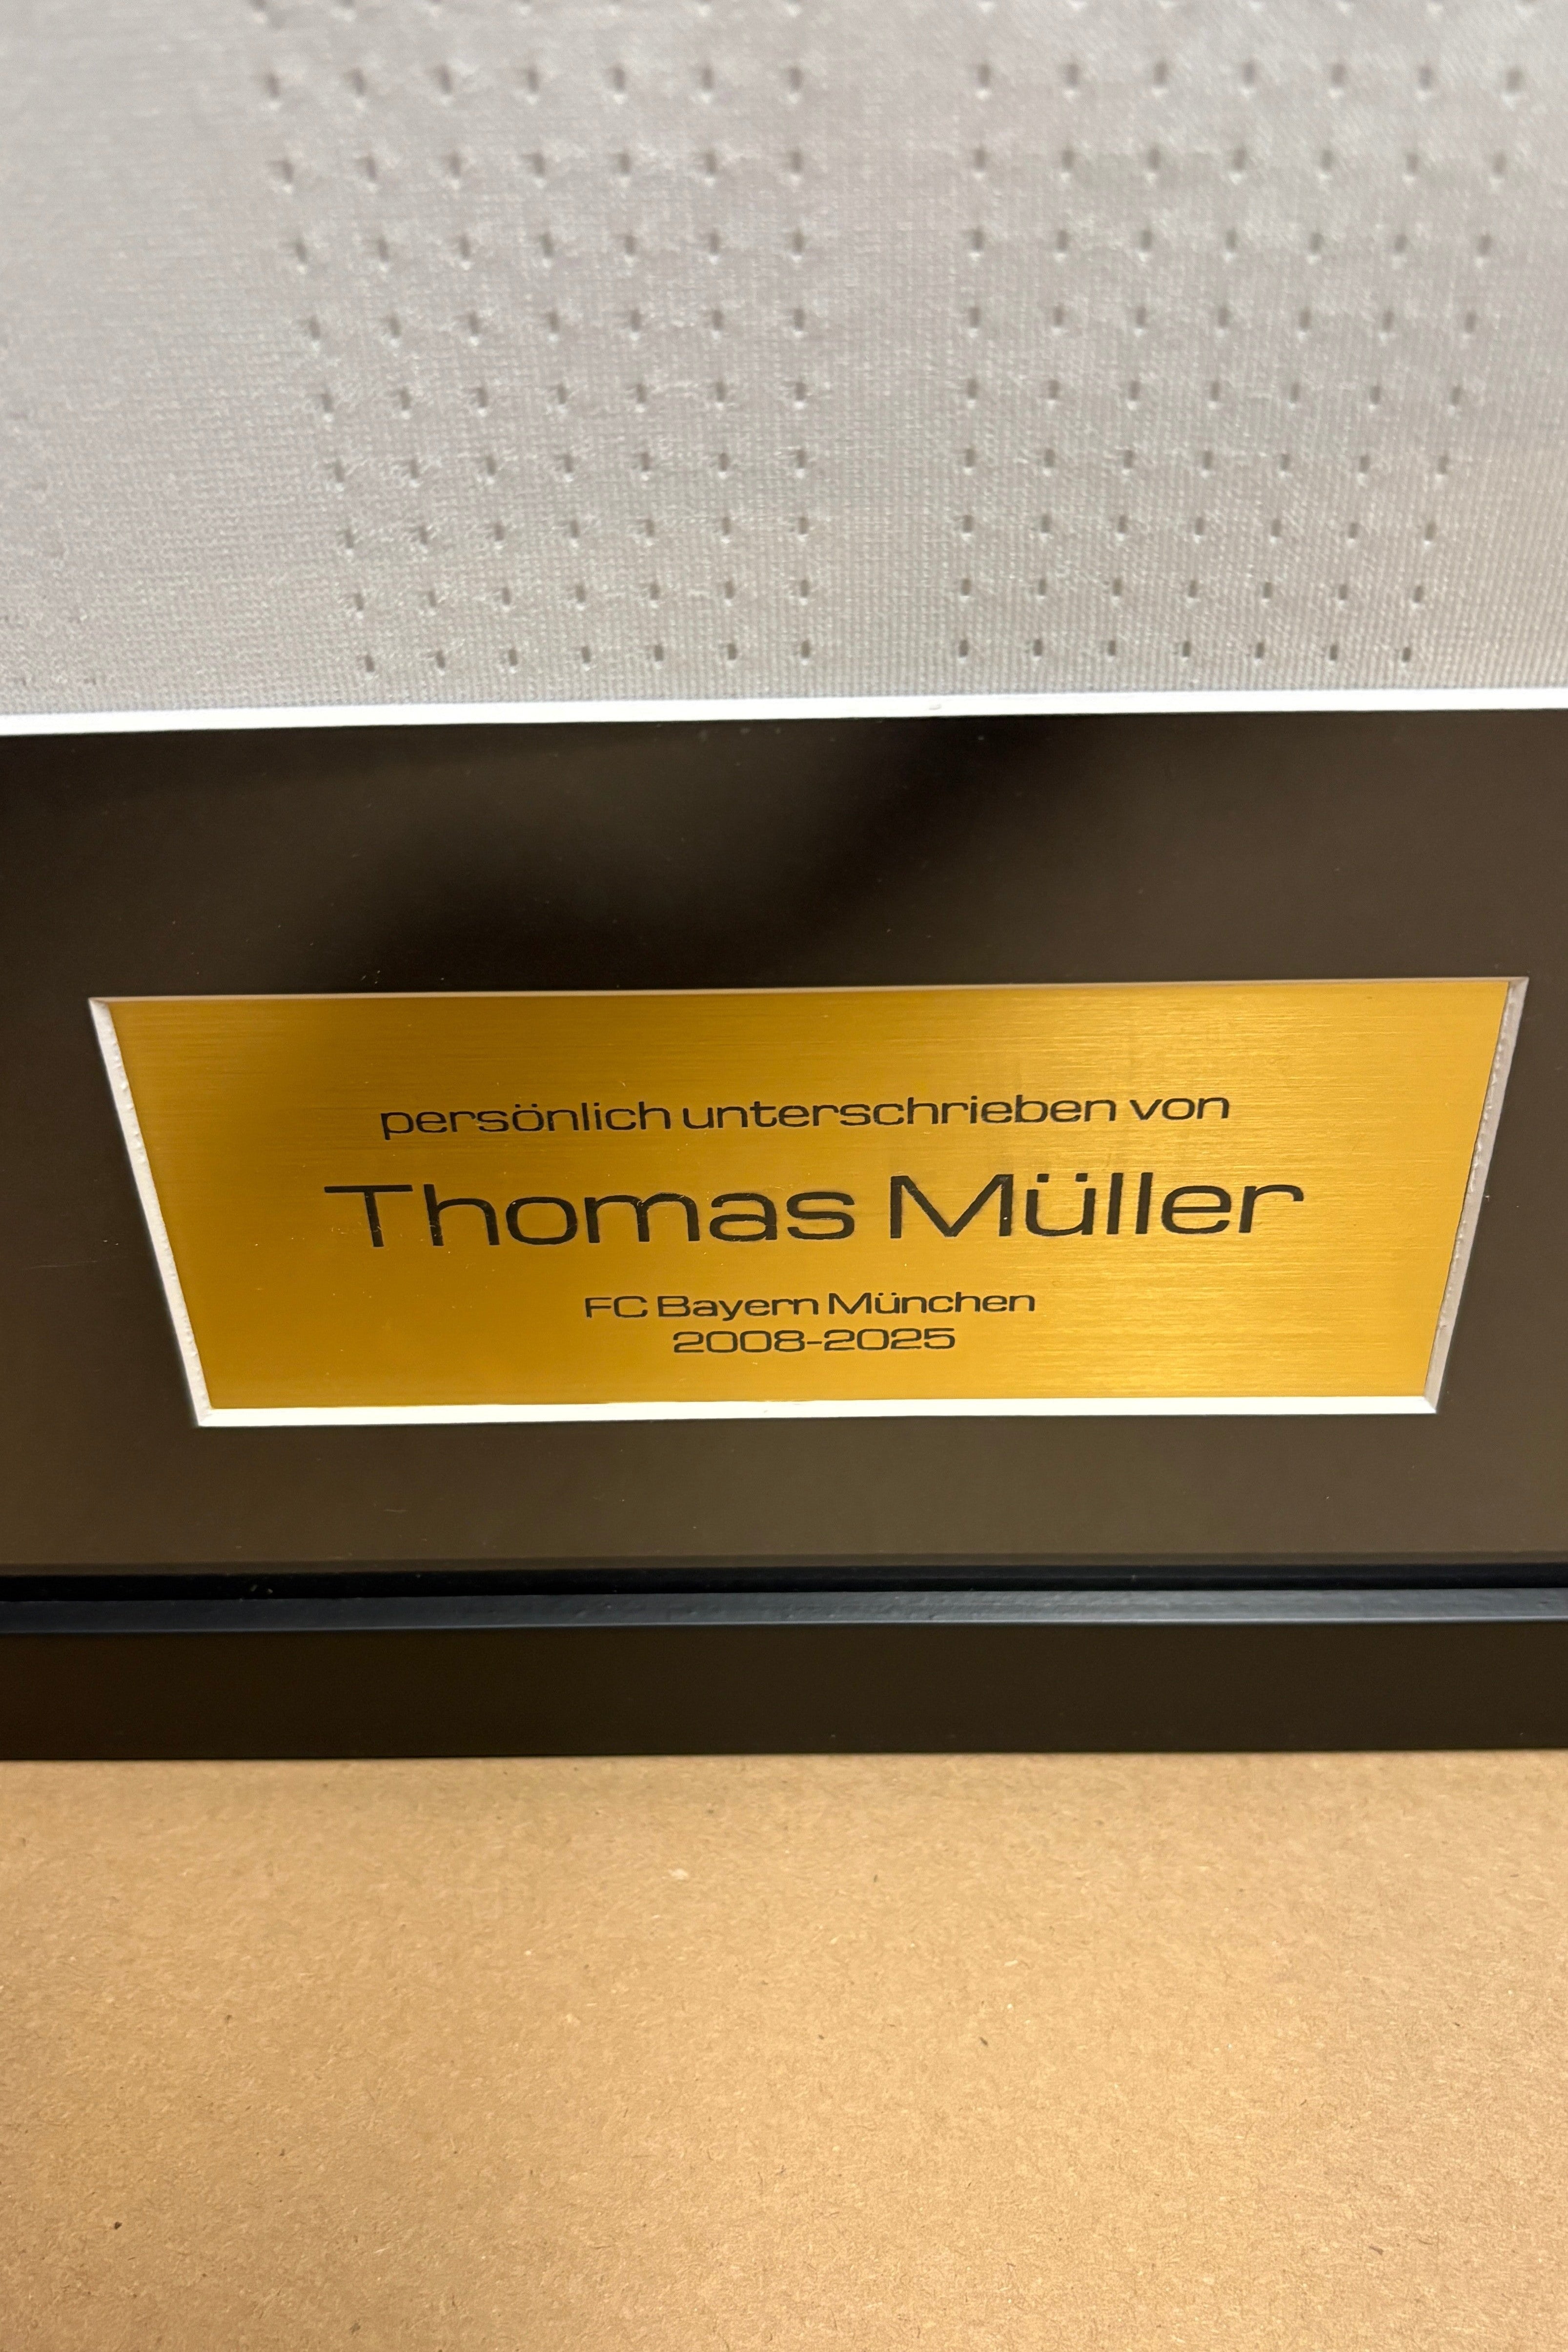 persönlich unterschrieben von
Thomas Müller
FC Bayern München
2008-2025